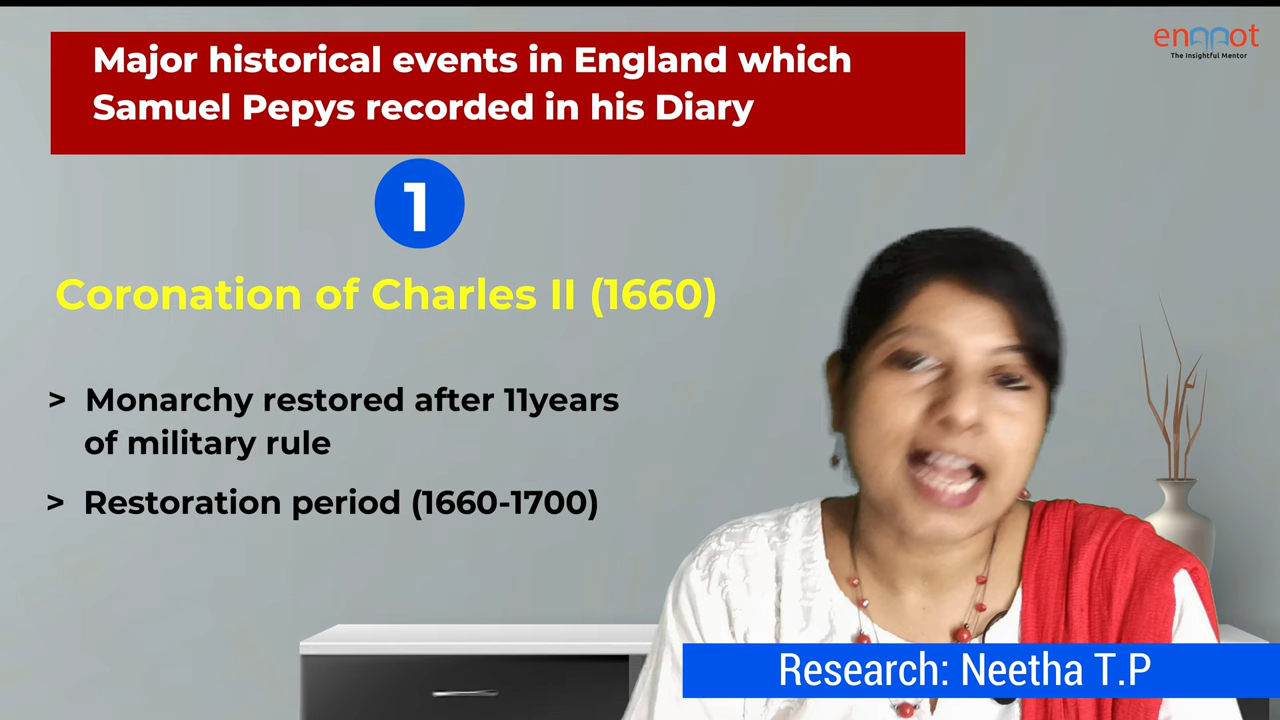 Major historical events in England which
Samuel Pepys recorded in his Diary
ennnot
The Insightful Mentor
1
Coronation of Charles II (1660)
> Monarchy restored after 11years
of military rule
> Restoration period (1660-1700)
Research: Neetha T.P